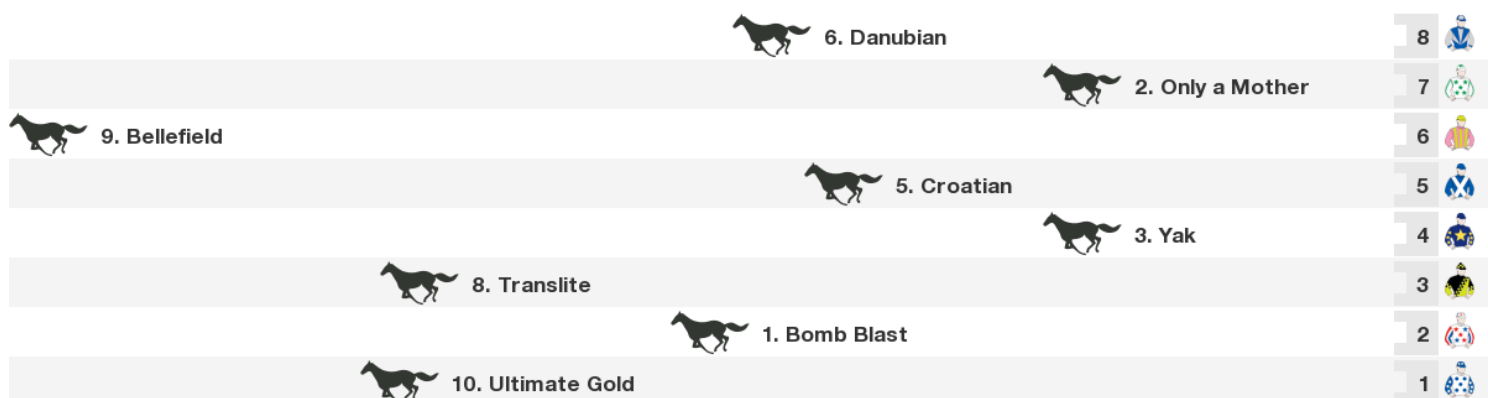 6. Danubian 8
2. Only a Mother 7
9. Bellefield 6
5. Croatian 5
3. Yak 4
8. Translite 3
1. Bomb Blast 2
10. Ultimate Gold 1